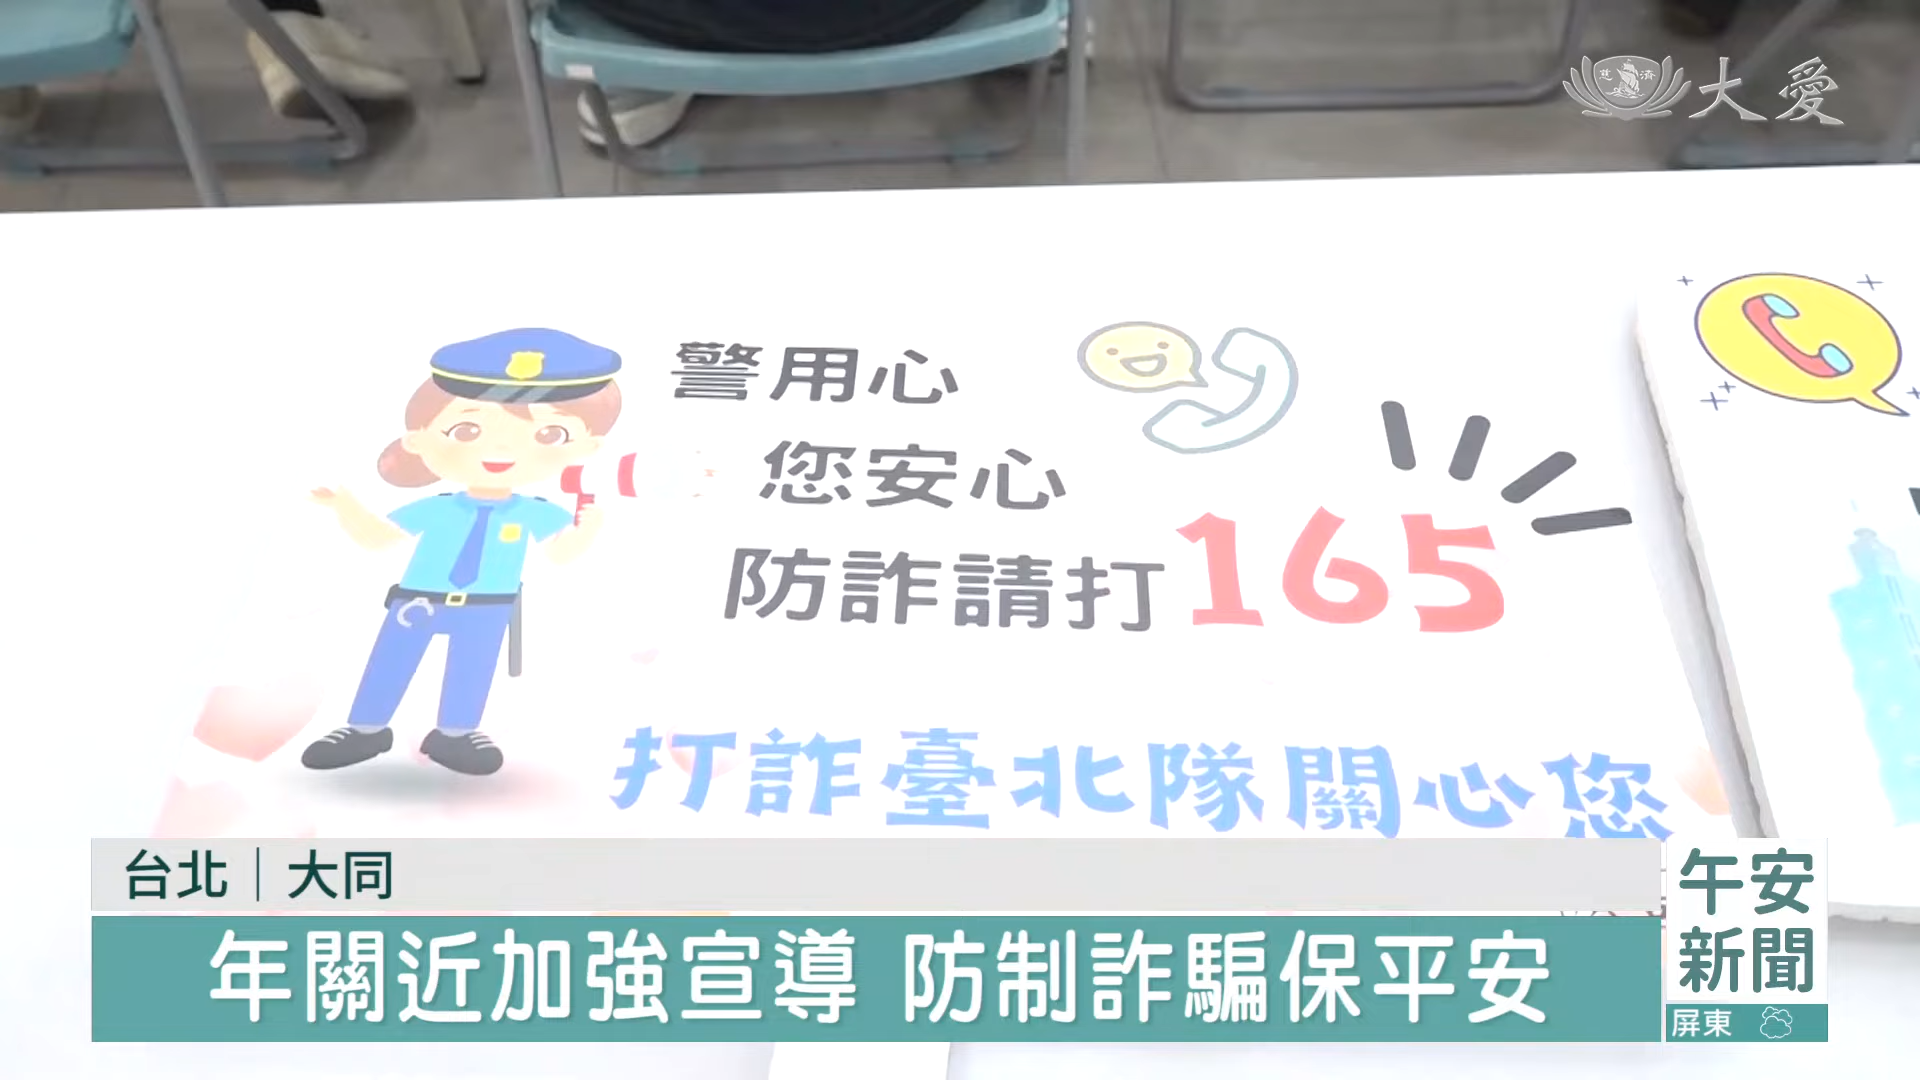 慈濟
大愛
警用心
您安心
防詐請打165
打詐臺北隊關心您
台北｜大同
年關近加強宣導 防制詐騙保平安
午安
新聞
屏東